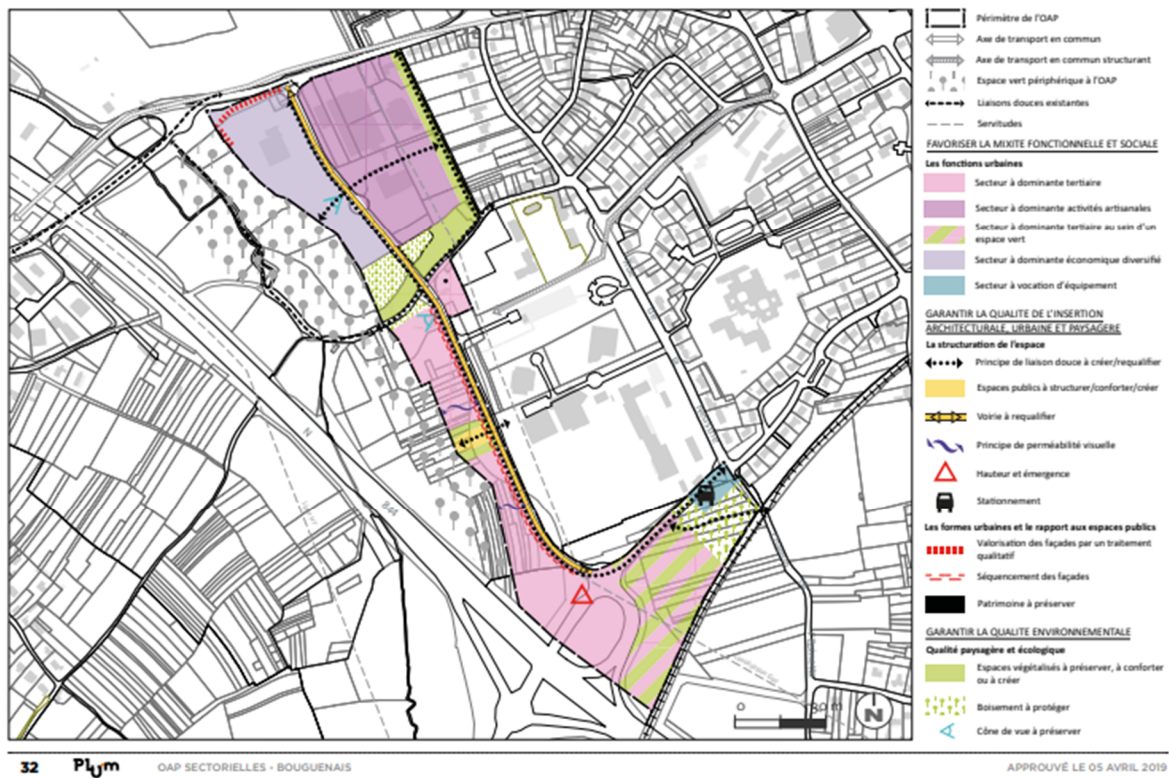 Périmètre de l'OAP
Axe de transport en commun
Axe de transport en commun structurant
Espace vert périphérique à l'OAP
Liaisons douces existantes
Servitudes
FAVORISER LA MIXITE FONCTIONNELLE ET SOCIALE
Les fonctions urbaines
Secteur à dominante tertiaire
Secteur à dominante activités artisanales
Secteur à dominante tertiaire au sein d'un
espace vert
Secteur à dominante économique diversifié
Secteur à vocation d'équipement
GARANTIR LA QUALITE DE L'INSERTION
ARCHITECTURALE, URBAINE ET PAYSAGERE
La structuration de l'espace
Principe de liaison douce à créer/requalifier
Espaces publics à structurer/conforter/créer
Voirie à requalifier
Principe de perméabilité visuelle
Hauteur et émergence
Stationnement
Les formes urbaines et le rapport aux espaces publics
Valorisation des façades par un traitement
qualitatif
Séquencement des façades
Patrimoine à préserver
GARANTIR LA QUALITE ENVIRONNEMENTALE
Qualité paysagère et écologique
Espaces végétalisés à préserver, à conforter
ou à créer
Boisement à protéger
Cône de vue à préserver
N
844
0
N
32 PLUm OAP SECTORIELLES - BOUGUENAIS APPROUVÉ LE 05 AVRIL 2019